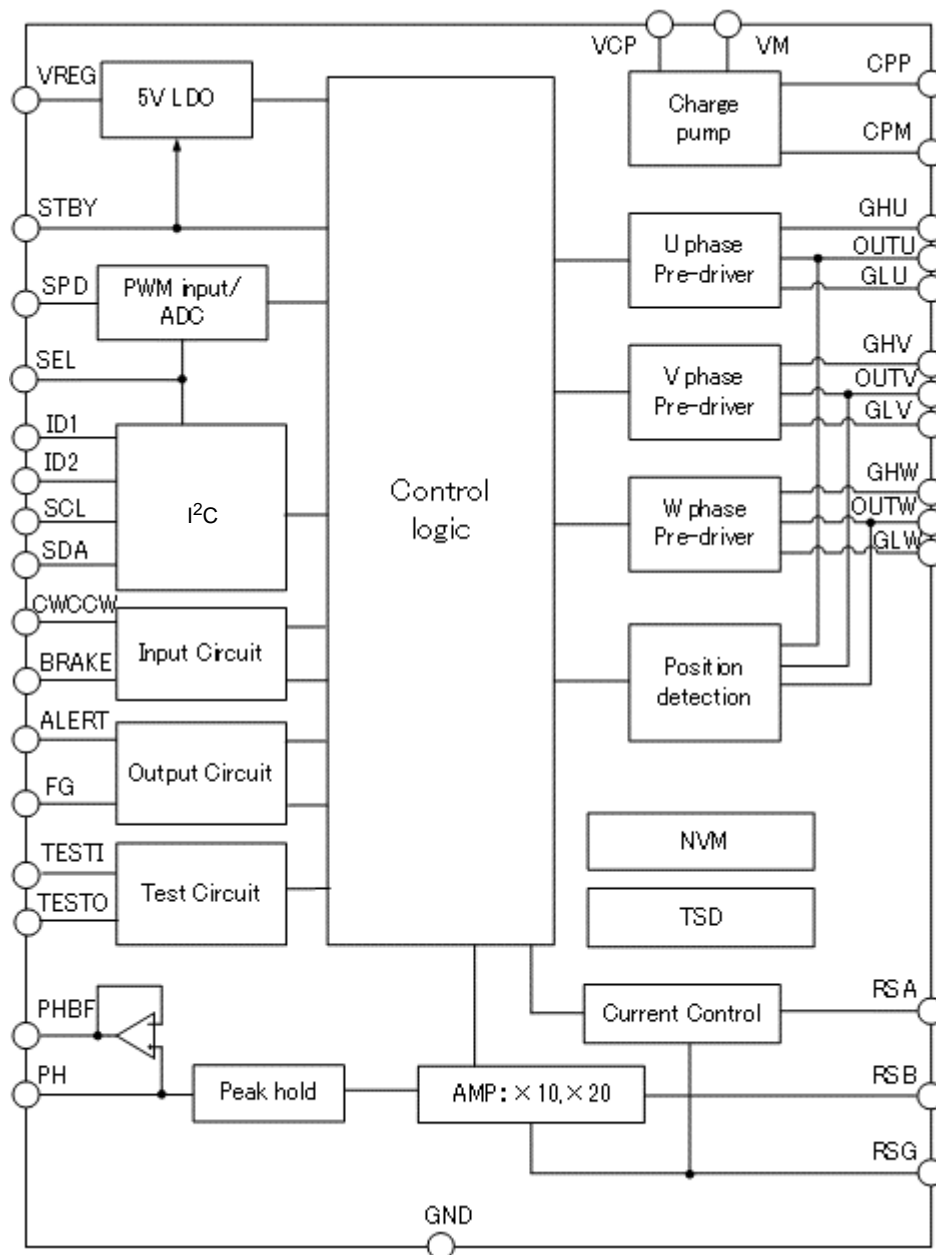 VCP
VM
VREG
5V LDO
CPP
Charge
pump
CPM
STBY
GHU
U phase
Pre-driver
OUTU
GLU
SPD
PWM input/
ADC
SEL
GHV
V phase
Pre-driver
OUTV
GLV
ID1
ID2
SCL
SDA
I²C
Control
logic
GHW
W phase
Pre-driver
OUTW
GLW
CWCCW
Input Circuit
BRAKE
Position
detection
ALERT
Output Circuit
FG
NVM
TESTI
Test Circuit
TESTO
TSD
PHBF
Current Control
RSA
PH
Peak hold
AMP: ×10, ×20
RSB
RSG
GND